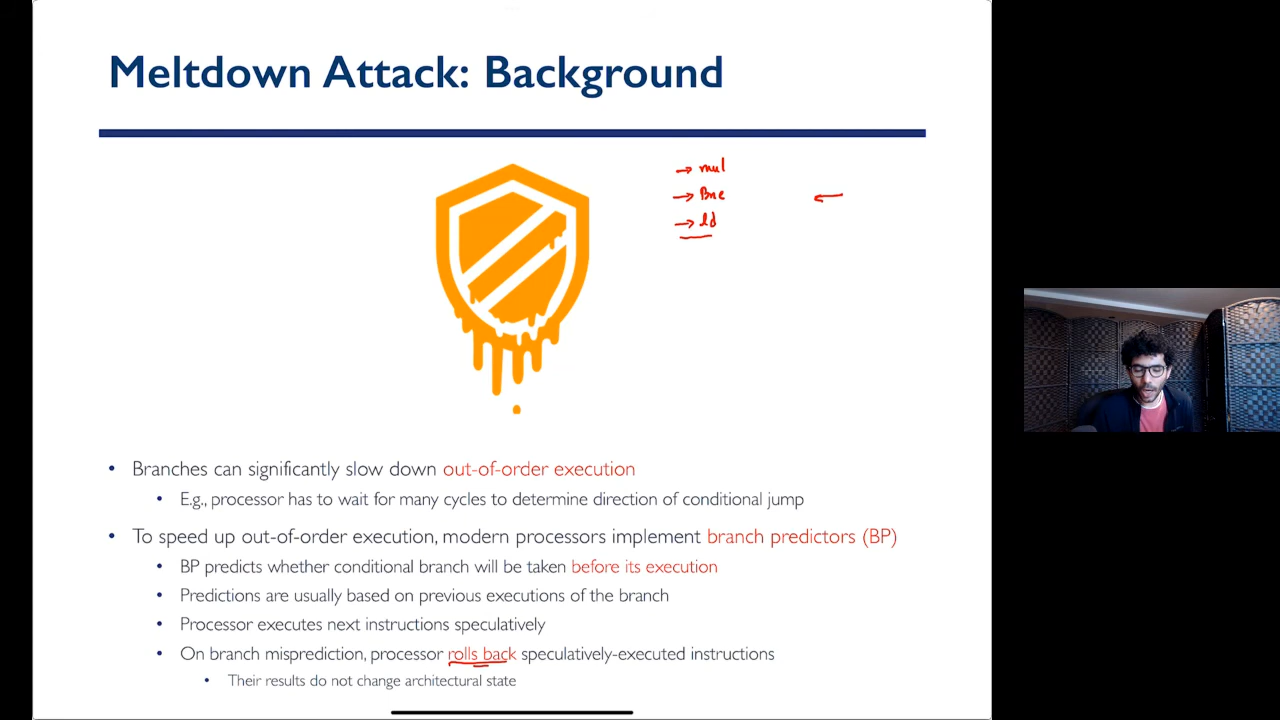 Meltdown Attack: Background
→ mul
→ Bne ←
→ ld
• Branches can significantly slow down out-of-order execution
• E.g., processor has to wait for many cycles to determine direction of conditional jump
• To speed up out-of-order execution, modern processors implement branch predictors (BP)
• BP predicts whether conditional branch will be taken before its execution
• Predictions are usually based on previous executions of the branch
• Processor executes next instructions speculatively
• On branch misprediction, processor rolls back speculatively-executed instructions
• Their results do not change architectural state